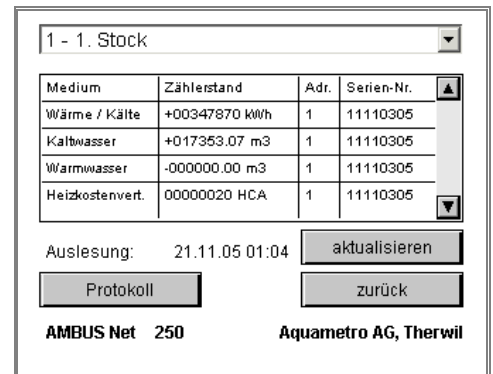 1 - 1. Stock
Medium Zählerstand Adr. Serien-Nr.
Wärme / Kälte +00347870 kWh 1 11110305
Kaltwasser +017353.07 m3 1 11110305
Warmwasser -000000.00 m3 1 11110305
Heizkostenvert. 00000020 HCA 1 11110305
Auslesung: 21.11.05 01:04 aktualisieren
Protokoll zurück
AMBUS Net 250 Aquametro AG, Therwil